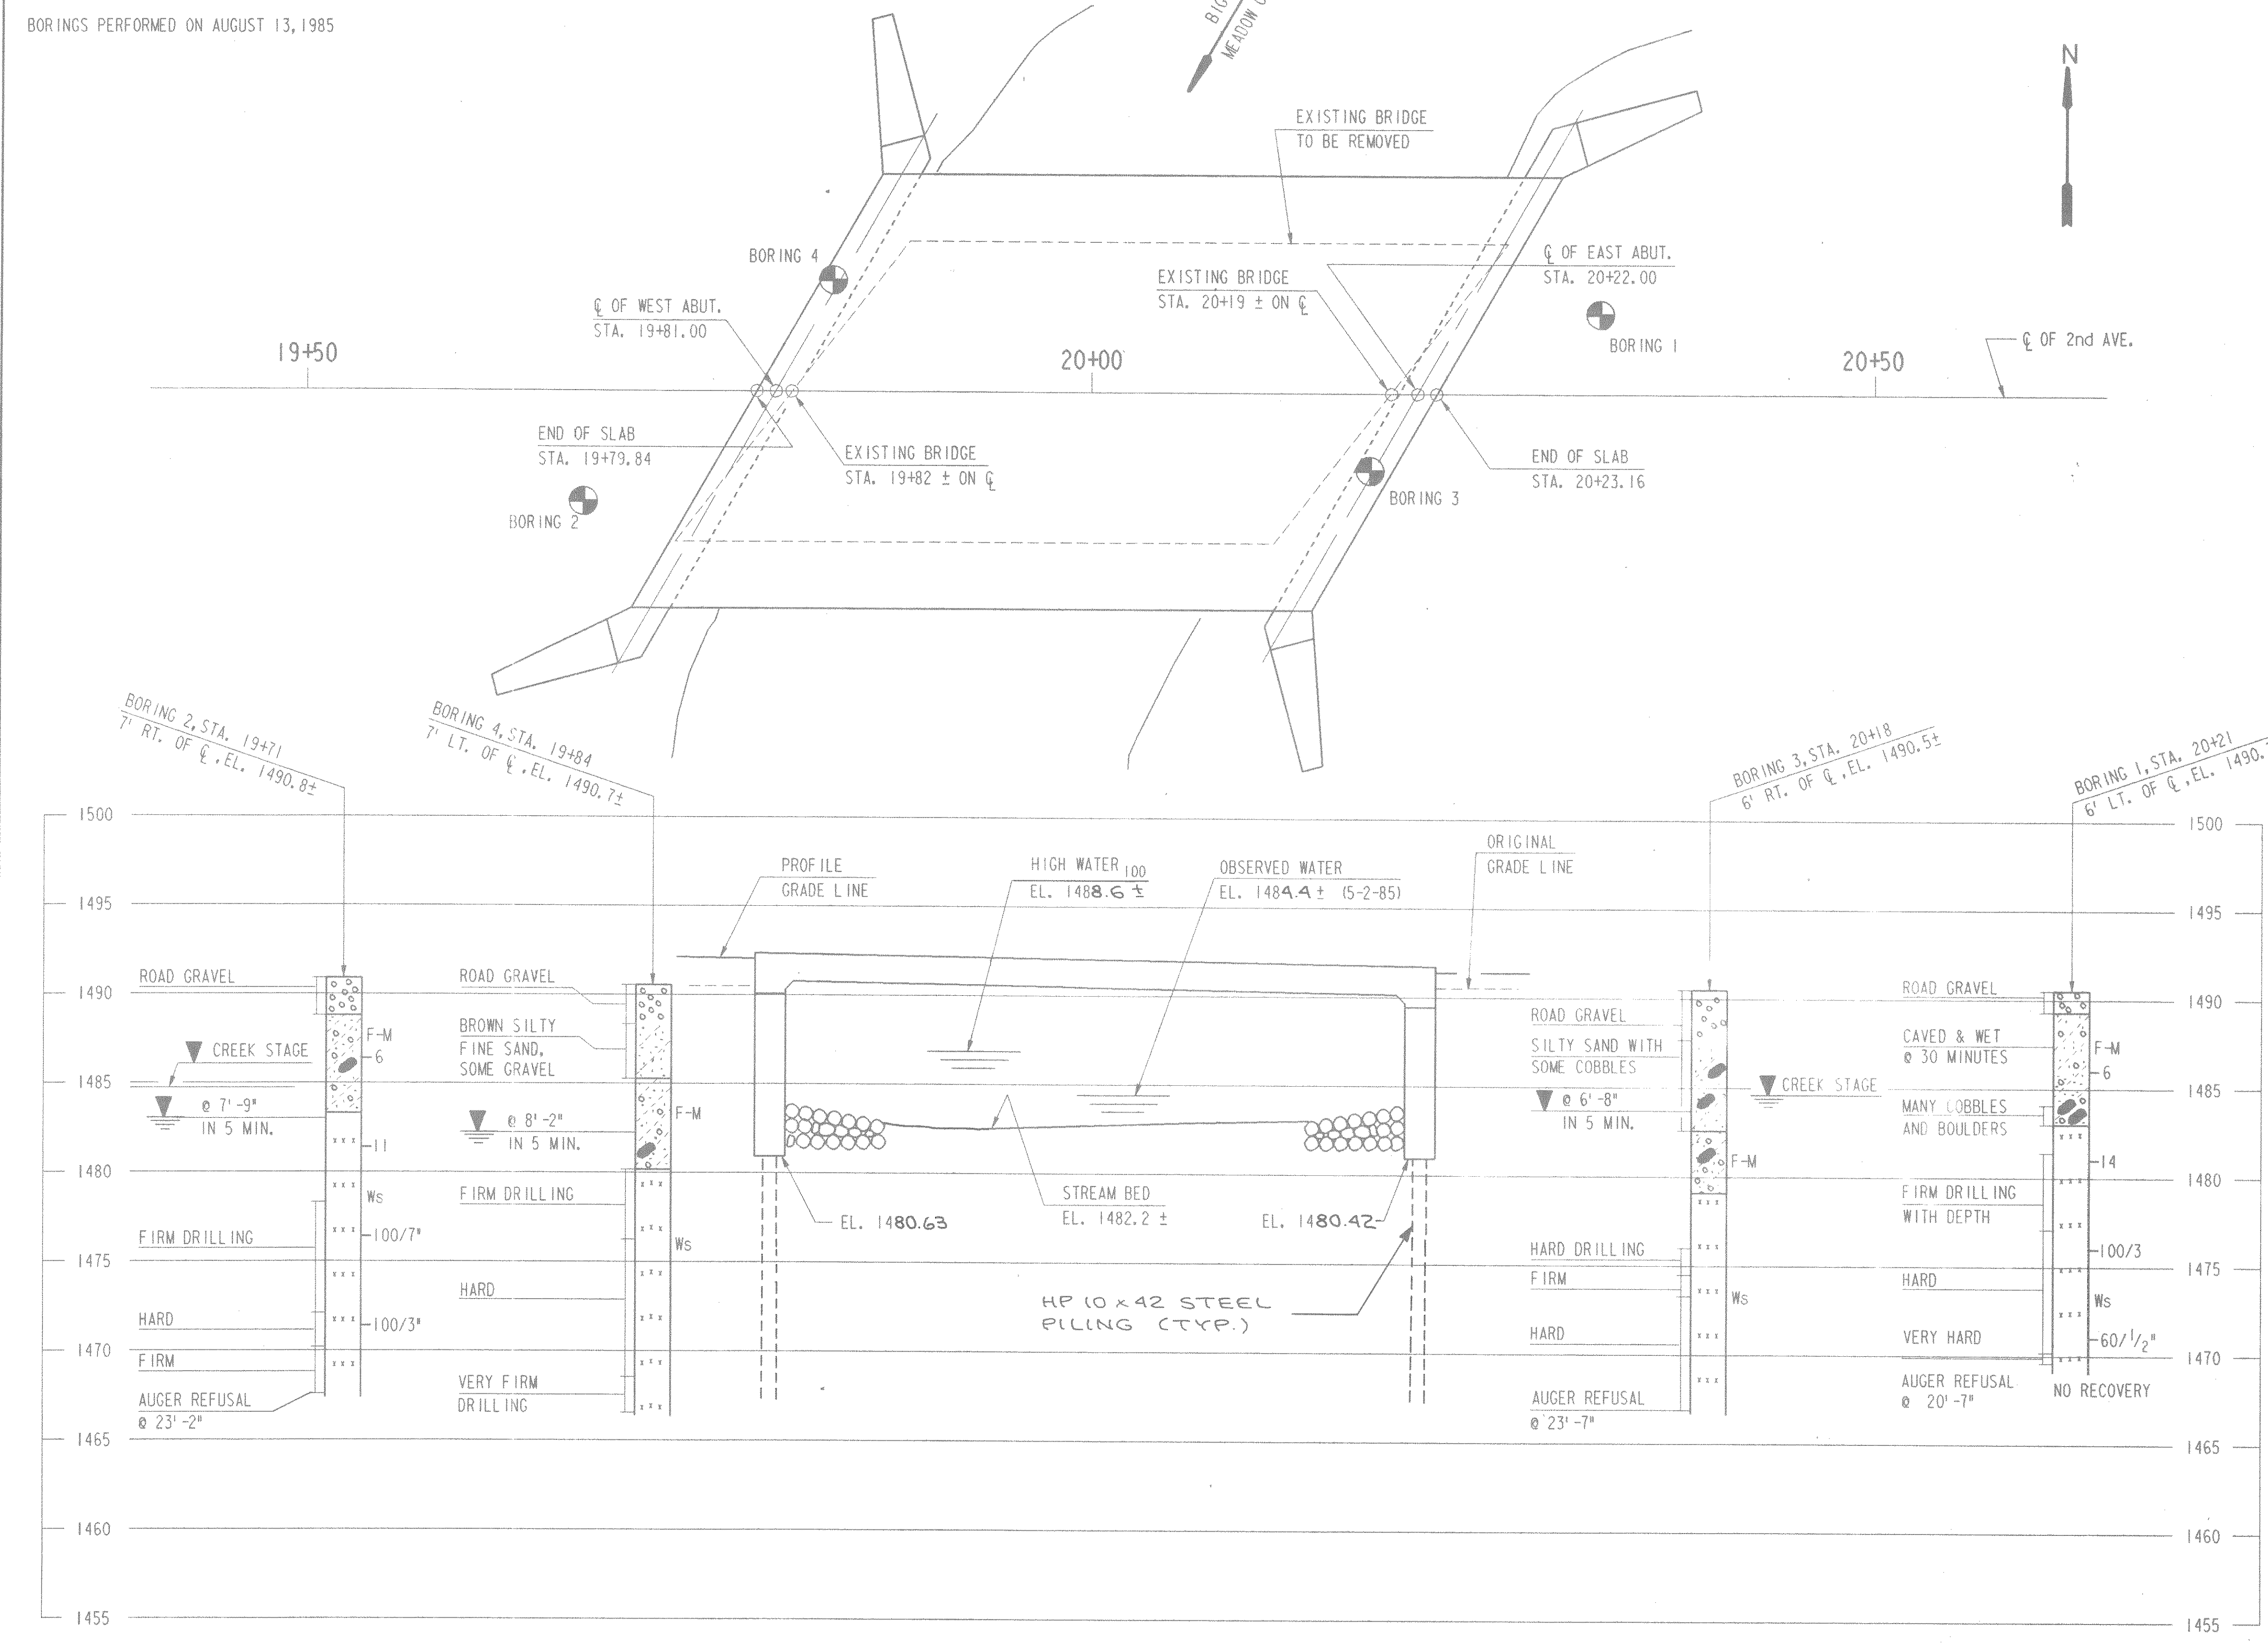 BORINGS PERFORMED ON AUGUST 13, 1985
MEADOW
N
EXISTING BRIDGE
TO BE REMOVED
BORING 4
℄ OF WEST ABUT.
STA. 19+81.00
EXISTING BRIDGE
STA. 20+19 ± ON ℄
℄ OF EAST ABUT.
STA. 20+22.00
BORING 1
19+50
20+00
20+50
℄ OF 2nd AVE.
END OF SLAB
STA. 19+79.84
EXISTING BRIDGE
STA. 19+82 ± ON ℄
END OF SLAB
STA. 20+23.16
BORING 3
BORING 2
BORING 2, STA. 19+71
7' RT. OF ℄, EL. 1490.8±
BORING 4, STA. 19+84
7' LT. OF ℄, EL. 1490.7±
BORING 3, STA. 20+18
6' RT. OF ℄, EL. 1490.5±
BORING 1, STA. 20+21
6' LT. OF ℄, EL. 1490.
1500
1495
1490
1485
1480
1475
1470
1465
1460
1455
ROAD GRAVEL
CREEK STAGE
@ 7'-9"
IN 5 MIN.
FIRM DRILLING
HARD
FIRM
AUGER REFUSAL
@ 23'-2"
F-M
6
11
Ws
100/7"
100/3"
ROAD GRAVEL
BROWN SILTY
FINE SAND,
SOME GRAVEL
@ 8'-2"
IN 5 MIN.
FIRM DRILLING
HARD
VERY FIRM
DRILLING
F-M
Ws
PROFILE
GRADE LINE
HIGH WATER 100
EL. 1488.6 ±
OBSERVED WATER
EL. 1484.4 ± (5-2-85)
ORIGINAL
GRADE LINE
STREAM BED
EL. 1482.2 ±
EL. 1480.63
EL. 1480.42
HP 10 x 42 STEEL
PILING (TYP.)
ROAD GRAVEL
SILTY SAND WITH
SOME COBBLES
@ 6'-8"
IN 5 MIN.
HARD DRILLING
FIRM
HARD
AUGER REFUSAL
@ 23'-7"
F-M
Ws
CREEK STAGE
ROAD GRAVEL
CAVED & WET
@ 30 MINUTES
MANY COBBLES
AND BOULDERS
FIRM DRILLING
WITH DEPTH
HARD
VERY HARD
AUGER REFUSAL
@ 20'-7"
F-M
6
14
100/3
Ws
60/1/2"
NO RECOVERY
1500
1495
1490
1485
1480
1475
1470
1465
1460
1455